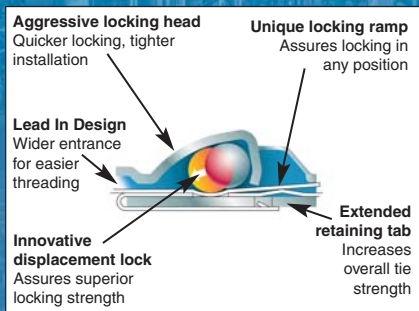 Aggressive locking head
Quicker locking, tighter
installation
Unique locking ramp
Assures locking in
any position
Lead In Design
Wider entrance
for easier
threading
Innovative
displacement lock
Assures superior
locking strength
Extended
retaining tab
Increases
overall tie
strength